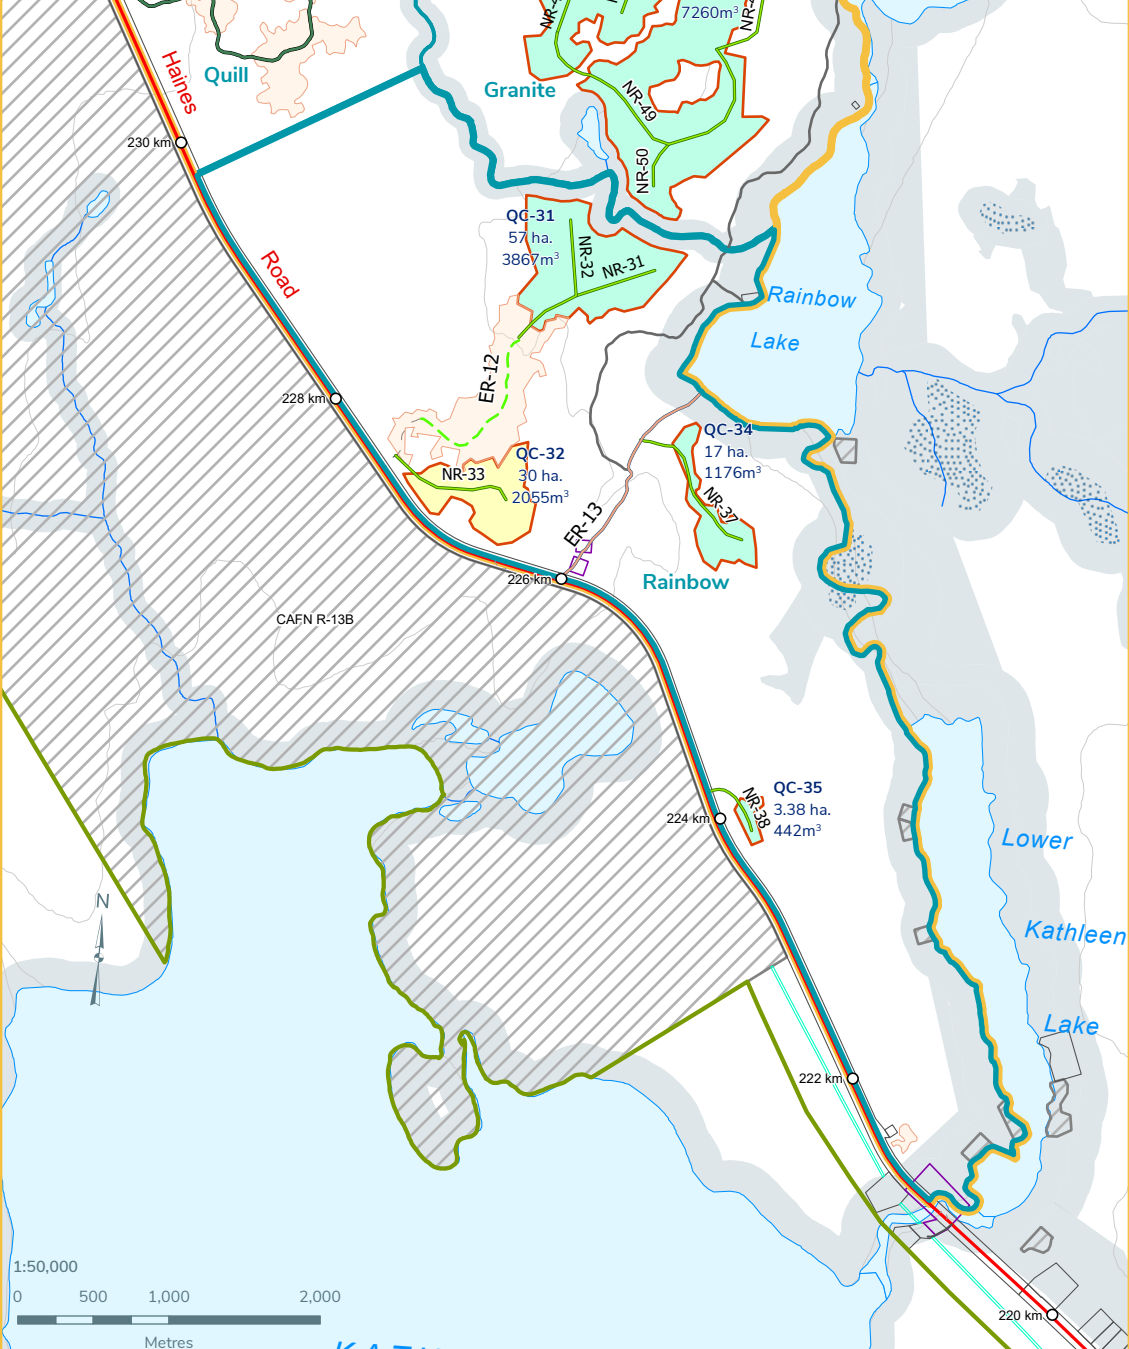 7260m³
Haines
Quill
Granite
NR-49
230 km
NR-50
QC-31
57 ha.
3867m³
NR-32
NR-31
Road
Rainbow
Lake
ER-12
228 km
QC-34
17 ha.
1176m³
QC-32
30 ha.
2055m³
NR-33
NR-37
ER-13
226 km
Rainbow
CAFN R-13B
QC-35
3.38 ha.
442m³
NR-38
224 km
Lower
Kathleen
Lake
N
222 km
1:50,000
0 500 1,000 2,000
Metres
220 km